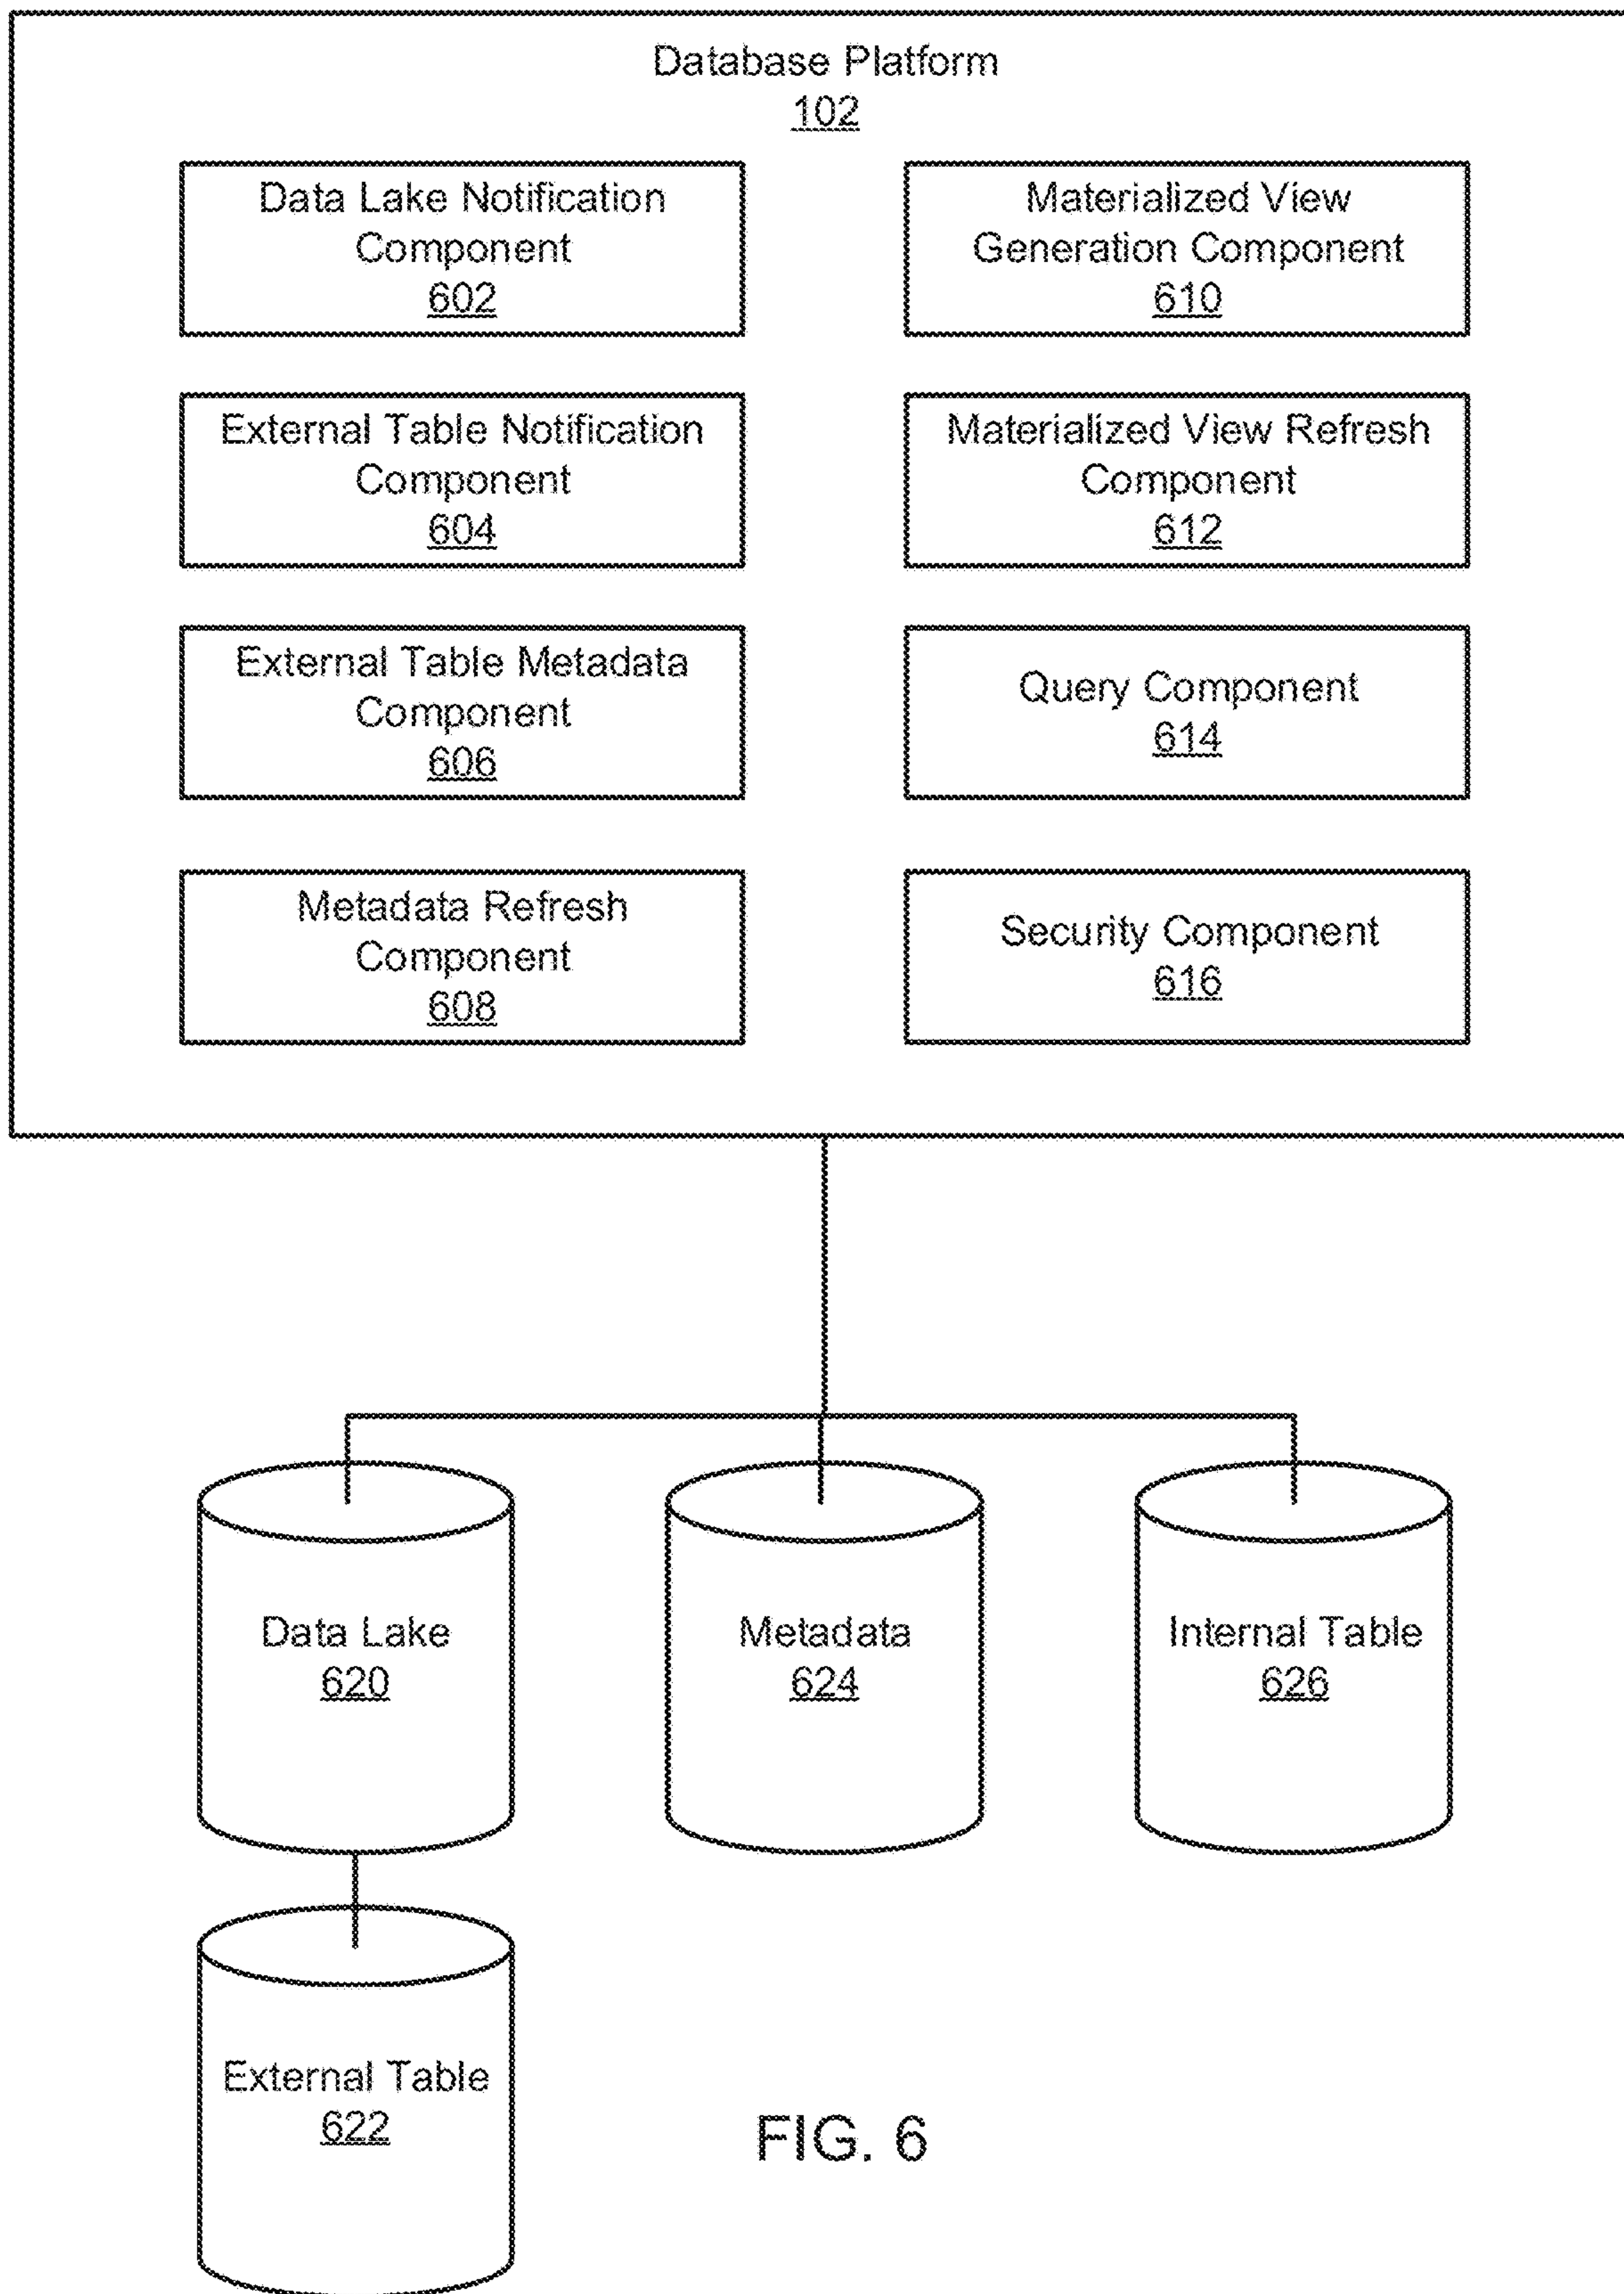 Database Platform
102
Data Lake Notification
Component
602
Materialized View
Generation Component
610
External Table Notification
Component
604
Materialized View Refresh
Component
612
External Table Metadata
Component
606
Query Component
614
Metadata Refresh
Component
608
Security Component
616
Data Lake
620
Metadata
624
Internal Table
626
External Table
622
FIG. 6